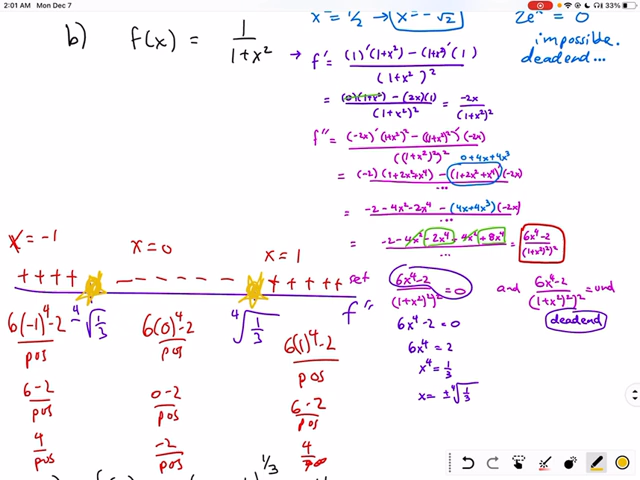 2:01 AM Mon Dec 7
33%
x² = 1/2 → x = -√2
2e^x = 0
impossible.
deadend...
b) f(x) = 1/(1+x²)
→ f' = ((1)'(1+x²) - (1+x²)'(1))/(1+x²)²
= ((0)(1+x²) - (2x)(1))/(1+x²)² = -2x/(1+x²)²
f" = ((-2x)'(1+x²)² - ((1+x²)²)'(-2x))/((1+x²)²)²
0+4x+4x³
= ((-2)(1+2x²+x⁴) - (1+2x²+x⁴)'(-2x))/...
= (-2-4x²-2x⁴ - (4x+4x³)(-2x))/...
= (-2-4x²-2x⁴+4x²+8x⁴)/... = (6x⁴-2)/((1+x²)²)²
x = -1
x = 0
x = 1
++++ - - - - - - +++++
f"
-⁴√(1/3)
⁴√(1/3)
set (6x⁴-2)/((1+x²)²)² = 0 and (6x⁴-2)/((1+x²)²)² = und
deadend
6x⁴-2 = 0
6x⁴ = 2
x⁴ = 1/3
x = ±⁴√(1/3)
(6(-1)⁴-2)/pos
(6(0)⁴-2)/pos
(6(1)⁴-2)/pos
(6-2)/pos
(0-2)/pos
(6-2)/pos
4/pos
-2/pos
4/pos
1/3